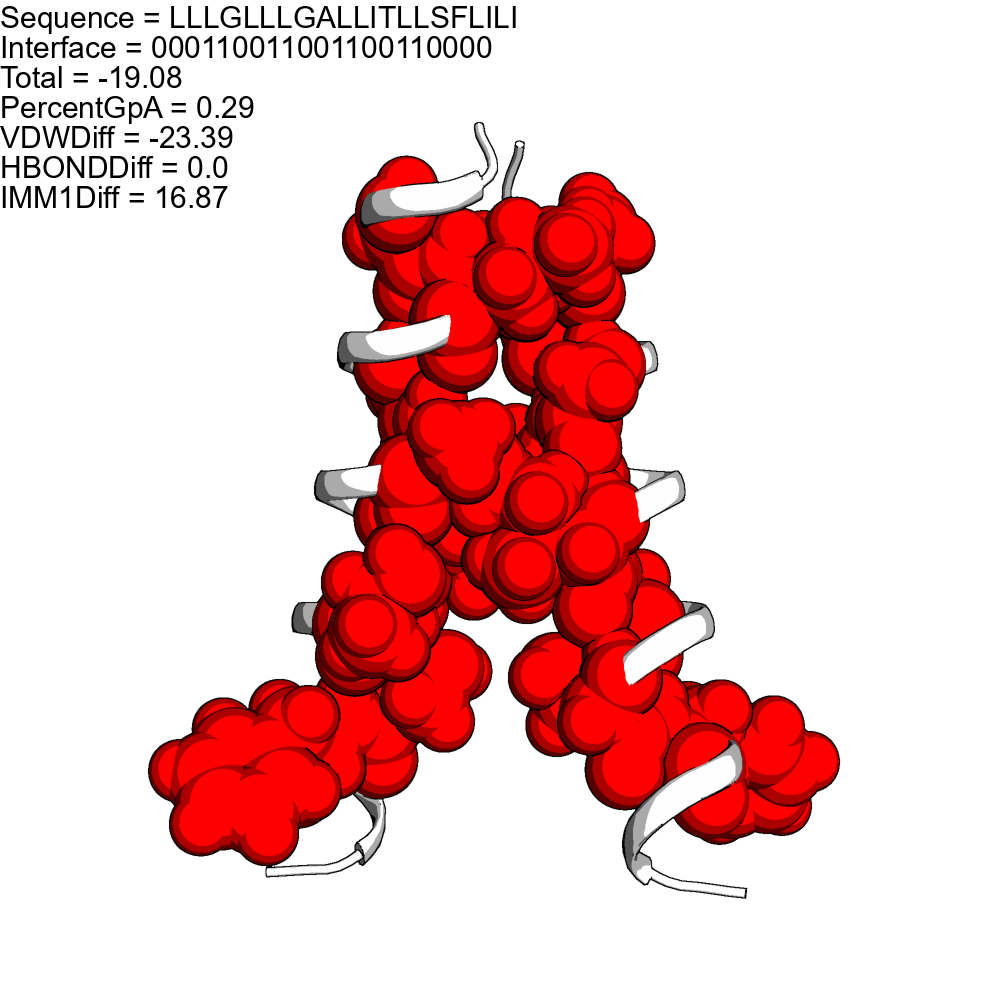 Sequence = LLLGLLLGALLITLLSFLILI
Interface = 000110011001100110000
Total = -19.08
PercentGpA = 0.29
VDWDiff = -23.39
HBONDDiff = 0.0
IMM1Diff = 16.87